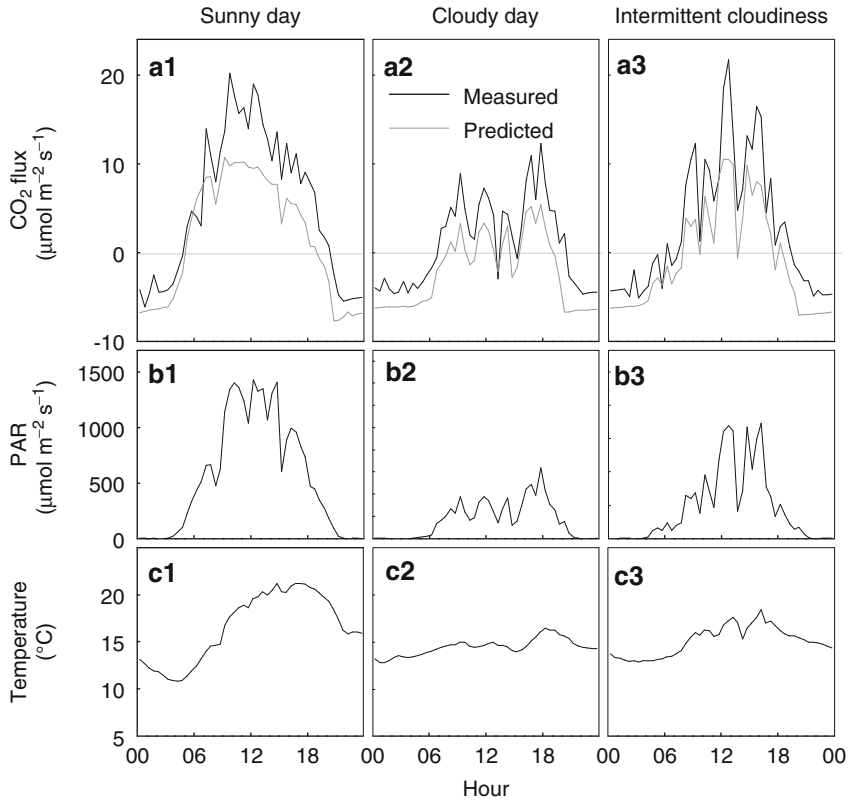 Sunny day
Cloudy day
Intermittent cloudiness
a1
a2
a3
Measured
Predicted
CO2 flux
(μmol m−2 s−1)
20
10
0
-10
b1
b2
b3
PAR
(μmol m−2 s−1)
1500
1000
500
0
c1
c2
c3
Temperature
(°C)
20
15
10
5
00 06 12 18 00 06 12 18 00 06 12 18 00
Hour